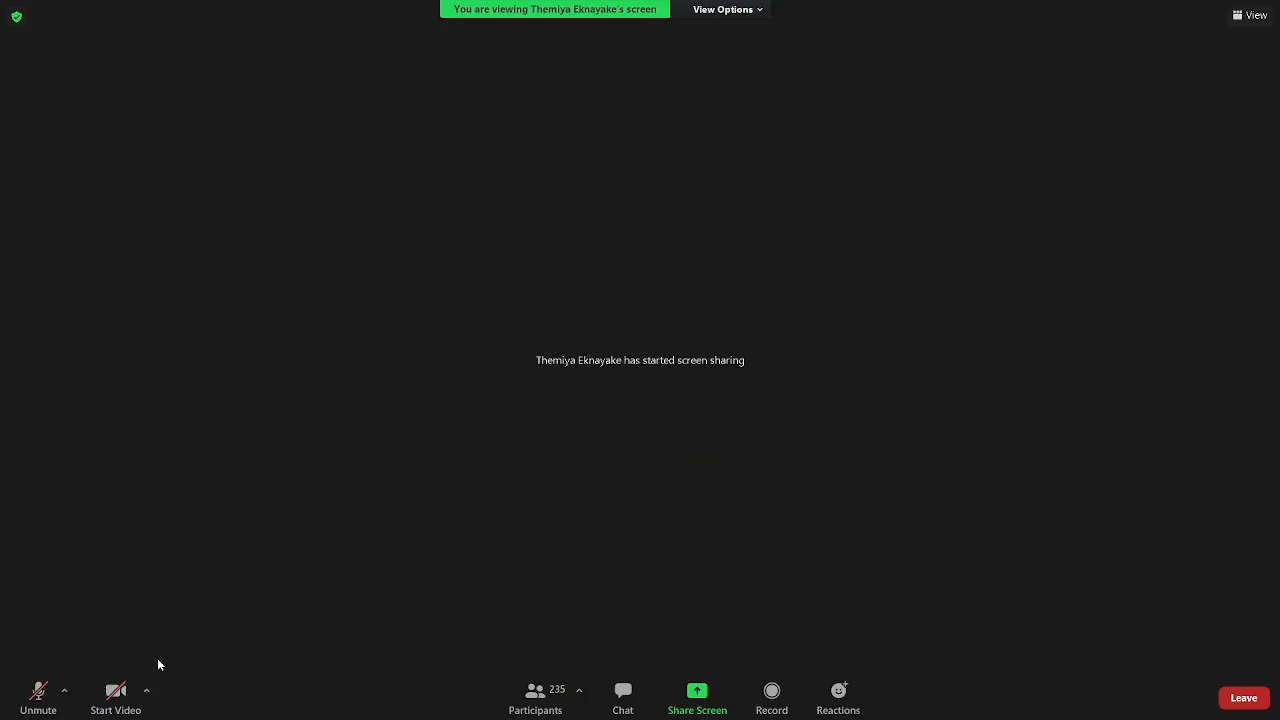 You are viewing Themiya Eknayake's screen
View Options
View
Themiya Eknayake has started screen sharing
Unmute
Start Video
235
Participants
Chat
Share Screen
Record
Reactions
Leave